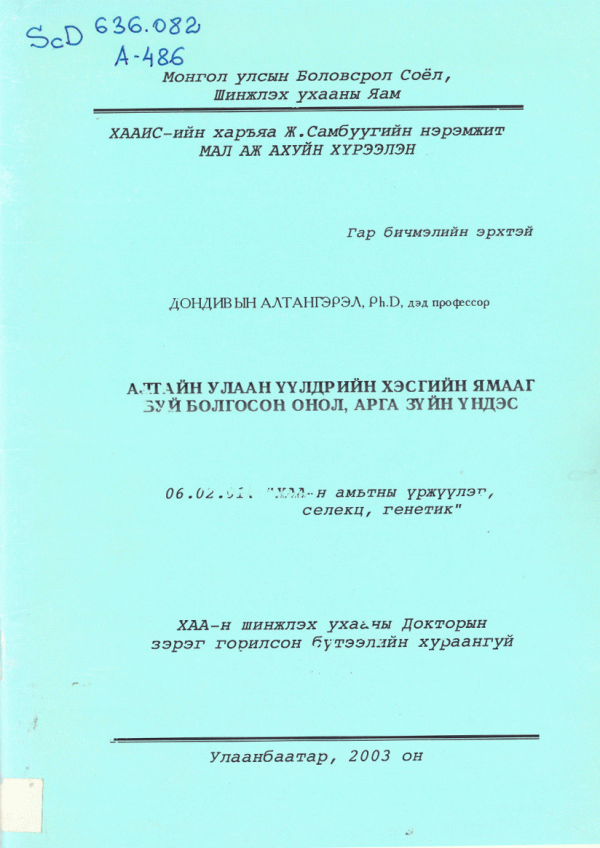 ScD 636.082
А-486
Монгол улсын Боловсрол Соёл,
Шинжлэх ухааны Яам
ХААИС-ийн харъяа Ж.Самбуугийн нэрэмжит
МАЛ АЖ АХУЙН ХҮРЭЭЛЭН
Гар бичмэлийн эрхтэй
ДОНДИВЫН АЛТАНГЭРЭЛ, Ph.D, дэд профессор
АЛТАЙН УЛААН ҮҮЛДРИЙН ХЭСГИЙН ЯМААГ
БУЙ БОЛГОСОН ОНОЛ, АРГА ЗҮЙН ҮНДЭС
06.02.01. "ХАА-н амьтны үржүүлэг,
селекц, генетик"
ХАА-н шинжлэх ухааны Докторын
зэрэг горилсон бүтээлийн хураангуй
Улаанбаатар, 2003 он